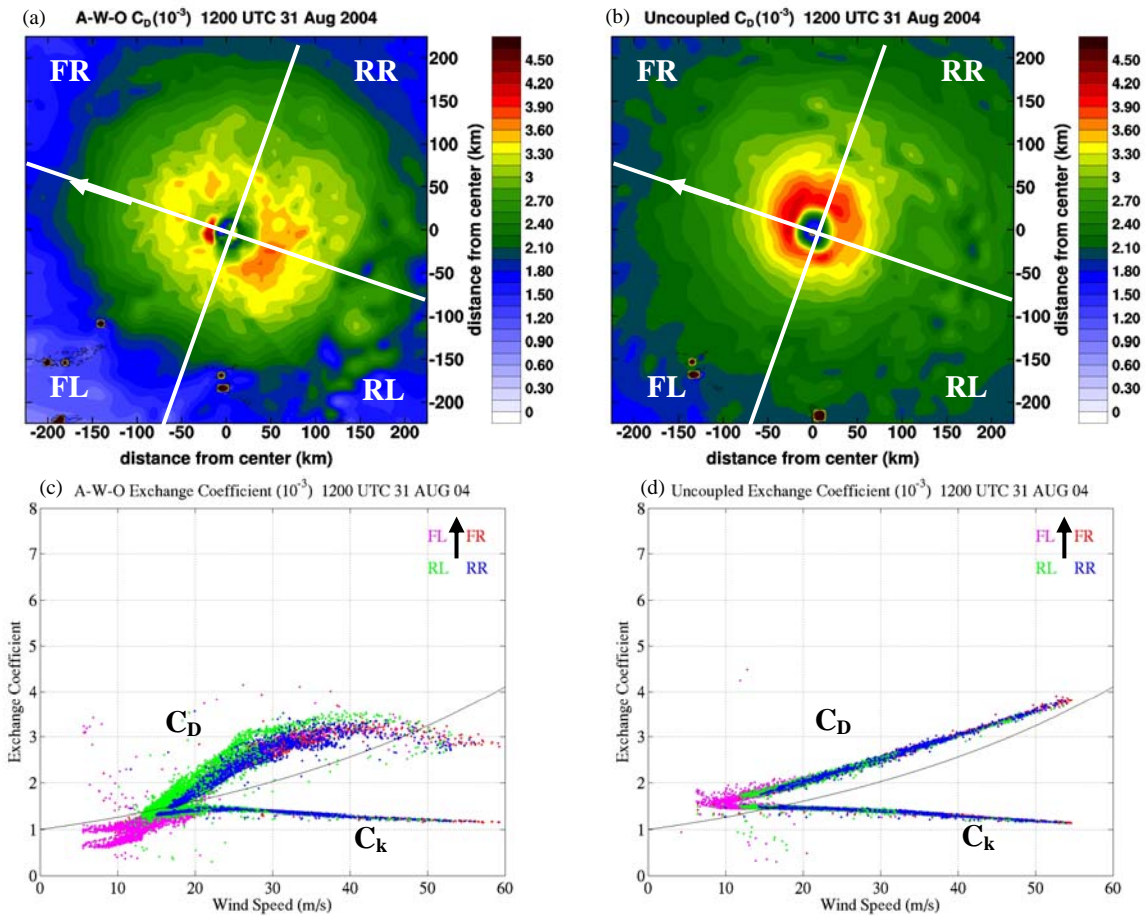 (a) A-W-O C_D(10^-3) 1200 UTC 31 Aug 2004
FR RR
FL RL
200
150
100
50
0
-50
-100
-150
-200
distance from center (km)
-200 -150 -100 -50 0 50 100 150 200
distance from center (km)
4.50
3.90
3.60
3.30
2.70
2.40
2.10
1.80
1.50
1.20
0.90
0.60
0.30
0
(b) Uncoupled C_D(10^-3) 1200 UTC 31 Aug 2004
FR RR
FL RL
200
150
100
50
0
-50
-100
-150
-200
distance from center (km)
-200 -150 -100 -50 0 50 100 150 200
distance from center (km)
4.50
3.90
3.60
3.30
2.70
2.40
2.10
1.80
1.50
1.20
0.90
0.60
0.30
0
(c) A-W-O Exchange Coefficient (10^-3) 1200 UTC 31 AUG 04
FL FR
RL RR
C_D
C_k
8
7
6
5
4
3
2
1
0
Exchange Coefficient
0 10 20 30 40 50 60
Wind Speed (m/s)
(d) Uncoupled Exchange Coefficient (10^-3) 1200 UTC 31 AUG 04
FL FR
RL RR
C_D
C_k
8
7
6
5
4
3
2
1
0
Exchange Coefficient
0 10 20 30 40 50 60
Wind Speed (m/s)